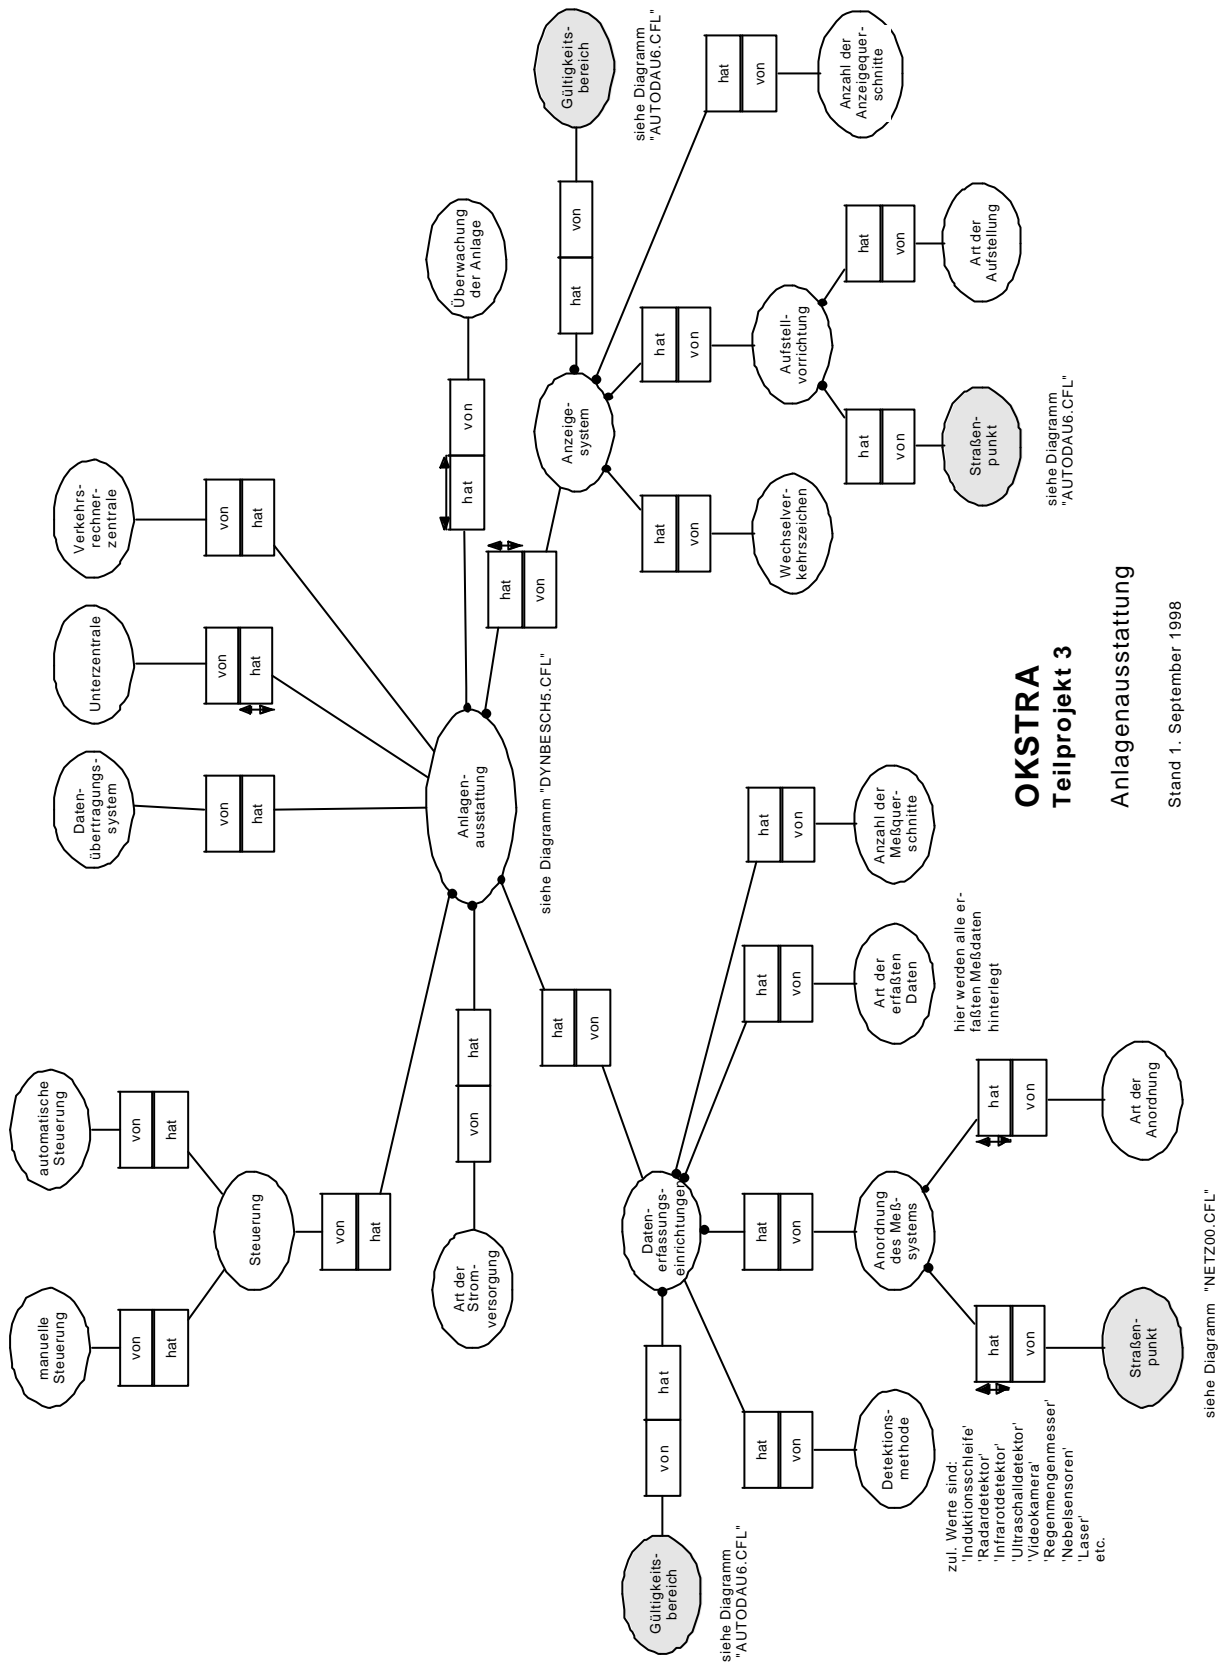 manuelle
Steuerung
von
hat
automatische
Steuerung
von
hat
Steuerung
von
hat
Daten-
übertragungs-
system
von
hat
Unterzentrale
von
hat
Verkehrs-
rechner-
zentrale
von
hat
Art der
Strom-
versorgung
von
hat
Anlagen-
ausstattung
siehe Diagramm "DYNBESCH5.CFL"
hat
von
Überwachung
der Anlage
hat
von
Anzeige-
system
hat
von
Gültigkeits-
bereich
siehe Diagramm
"AUTODAU6.CFL"
hat
von
Wechselver-
kehrszeichen
hat
von
Aufstell-
vorrichtung
hat
von
Anzahl der
Anzeigequer-
schnitte
hat
von
Straßen-
punkt
siehe Diagramm
"AUTODAU6.CFL"
hat
von
Art der
Aufstellung
hat
von
Daten-
erfassungs-
einrichtungen
Gültigkeits-
bereich
von
hat
siehe Diagramm
"AUTODAU6.CFL"
hat
von
Detektions-
methode
zul. Werte sind:
'Induktionsschleife'
'Radardetektor'
'Infrarotdetektor'
'Ultraschalldetektor'
'Videokamera'
'Regenmengenmesser'
'Nebelsensoren'
'Laser'
etc.
hat
von
Anordnung
des Meß-
systems
hat
von
Straßen-
punkt
siehe Diagramm "NETZ00.CFL"
hat
von
Art der
Anordnung
hat
von
Art der
erfaßten
Daten
hier werden alle er-
faßten Meßdaten
hinterlegt
hat
von
Anzahl der
Meßquer-
schnitte
OKSTRA
Teilprojekt 3
Anlagenausstattung
Stand 1. September 1998